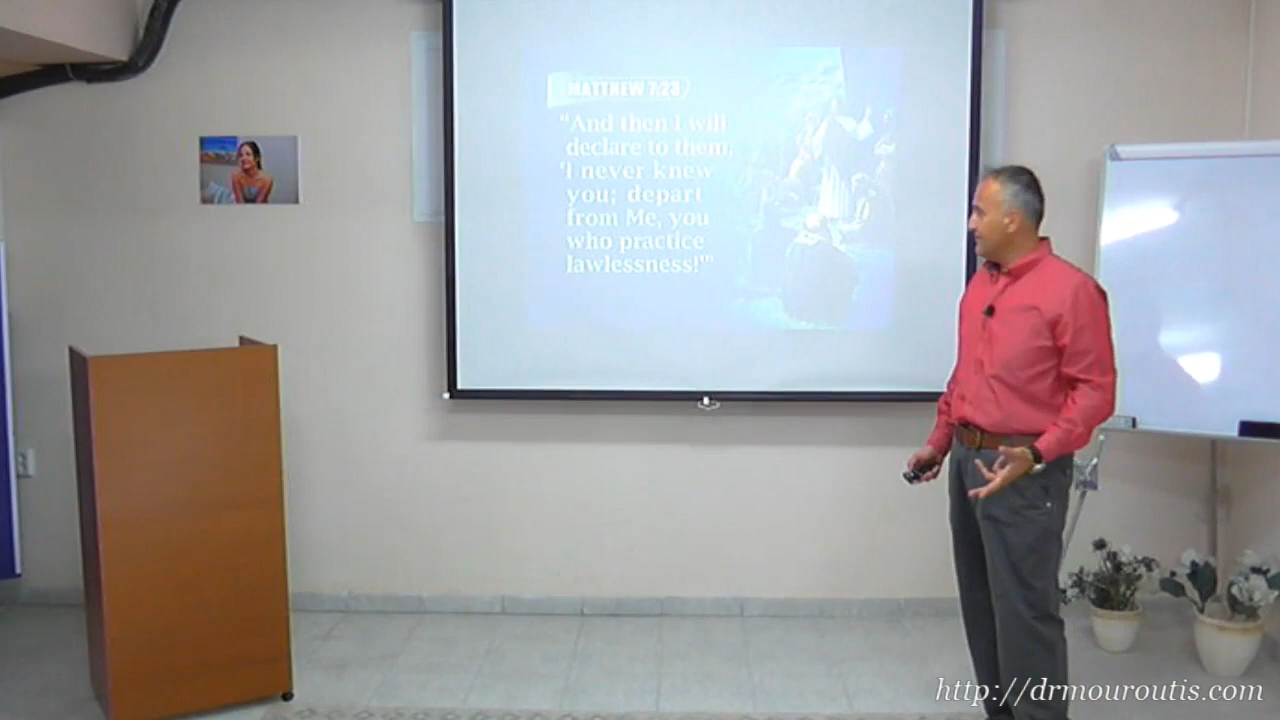 MATTHEW 7:23
“And then I will
declare to them,
‘I never knew
you; depart
from Me, you
who practice
lawlessness!’”
http://drmouroutis.com